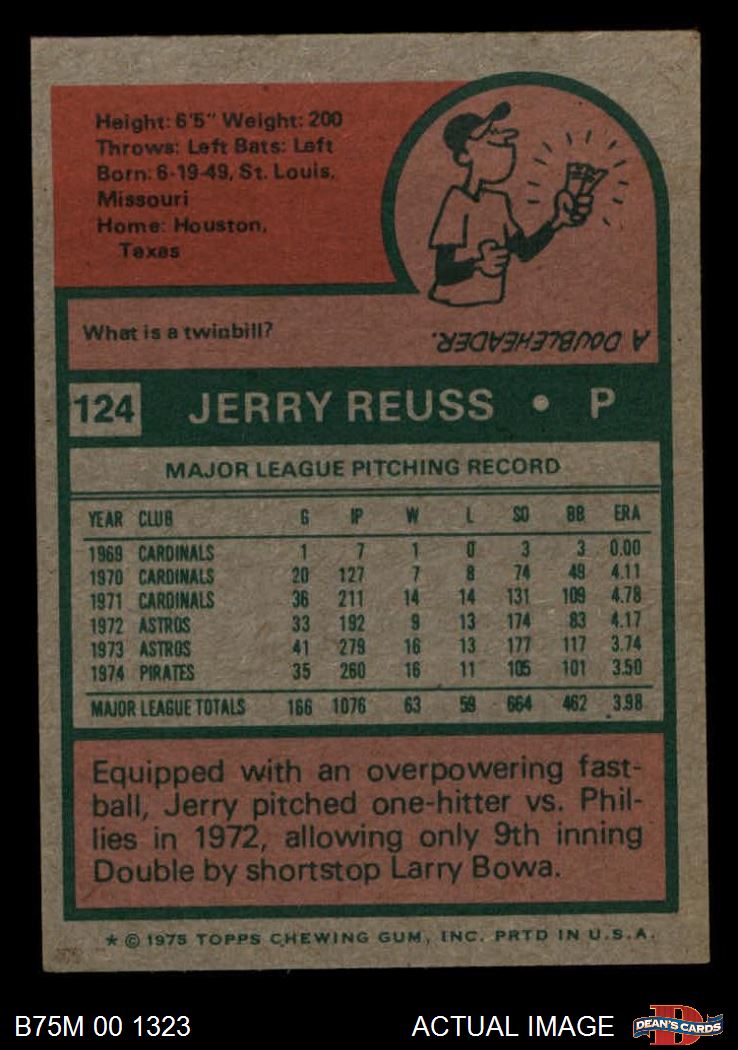 Height: 6'5" Weight: 200
Throws: Left Bats: Left
Born: 6-19-49, St. Louis,
Missouri
Home: Houston,
Texas
What is a twinbill?
A DOUBLEHEADER.
124 JERRY REUSS • P
MAJOR LEAGUE PITCHING RECORD
YEAR CLUB G IP W L SO BB ERA
1969 CARDINALS 1 7 1 0 3 3 0.00
1970 CARDINALS 20 127 7 8 74 49 4.11
1971 CARDINALS 36 211 14 14 131 109 4.78
1972 ASTROS 33 192 9 13 174 83 4.17
1973 ASTROS 41 279 16 13 177 117 3.74
1974 PIRATES 35 260 16 11 105 101 3.50
MAJOR LEAGUE TOTALS 166 1076 63 59 664 462 3.98
Equipped with an overpowering fast-
ball, Jerry pitched one-hitter vs. Phil-
lies in 1972, allowing only 9th inning
Double by shortstop Larry Bowa.
* © 1975 TOPPS CHEWING GUM, INC. PRTD IN U.S.A.
B75M 00 1323 ACTUAL IMAGE D DEAN'S CARDS